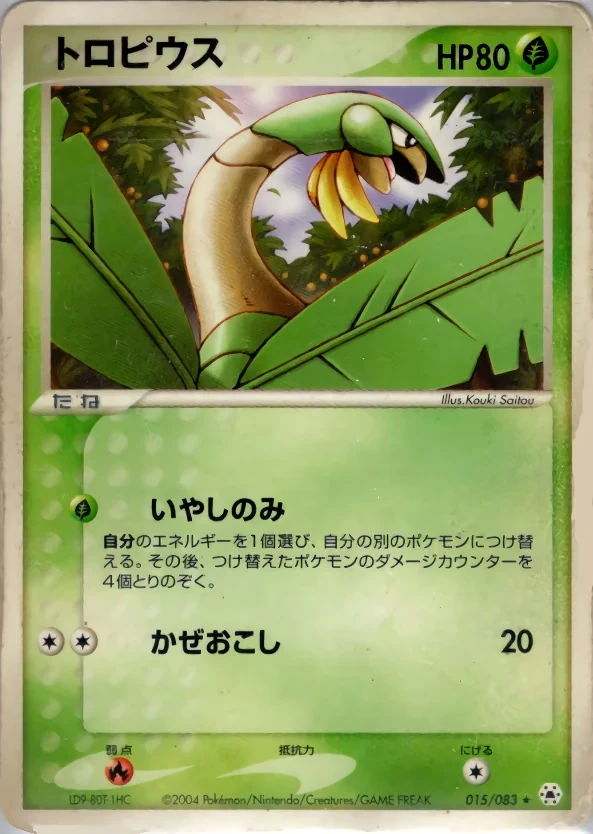 トロピウス HP80
たね
Illus.Kouki Saitou
いやしのみ
自分のエネルギーを1個選び、自分の別のポケモンにつけ替
える。その後、つけ替えたポケモンのダメージカウンターを
4個とりのぞく。
かぜおこし 20
弱点 抵抗力 にげる
©2004 Pokémon/Nintendo/Creatures/GAME FREAK 015/083 ★